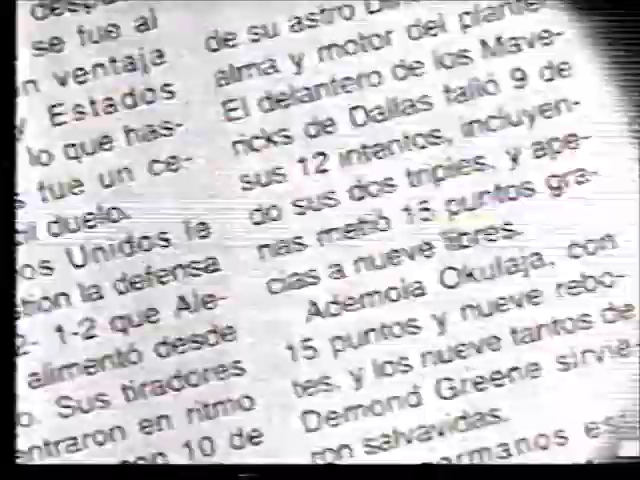 se fue al
n ventaja
y Estados
lo que has-
fue un ce-
duelo.
os Unidos le
la defensa
2- 1-2 que Ale-
alimentó desde
o. Sus tiradores
entraron en ritmo
10 de
de su astro
alma y motor del
El delantero de los Mave-
ricks de Dallas falló 9 de
sus 12 intentos, incluyen-
do sus dos triples, y ape-
nas metió 15 puntos gra-
cias a nueve libres.
Ademola Okulaja, con
15 puntos y nueve rebo-
tes, y los nueve tantos de
Demond Greene sirvie-
ron salvavidas.